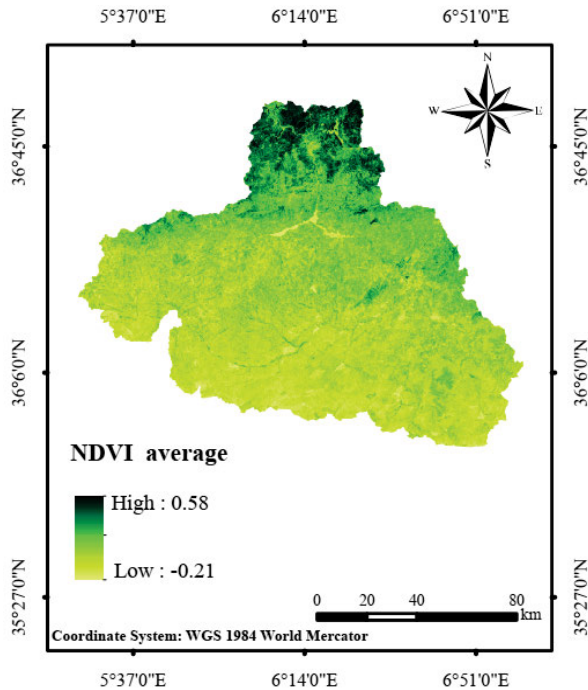 5°37'0"E 6°14'0"E 6°51'0"E
N
W E
S
36°45'0"N 36°45'0"N
36°6'0"N 36°6'0"N
NDVI average
High : 0.58
Low : -0.21
35°27'0"N 35°27'0"N
0 20 40 80
km
Coordinate System: WGS 1984 World Mercator
5°37'0"E 6°14'0"E 6°51'0"E